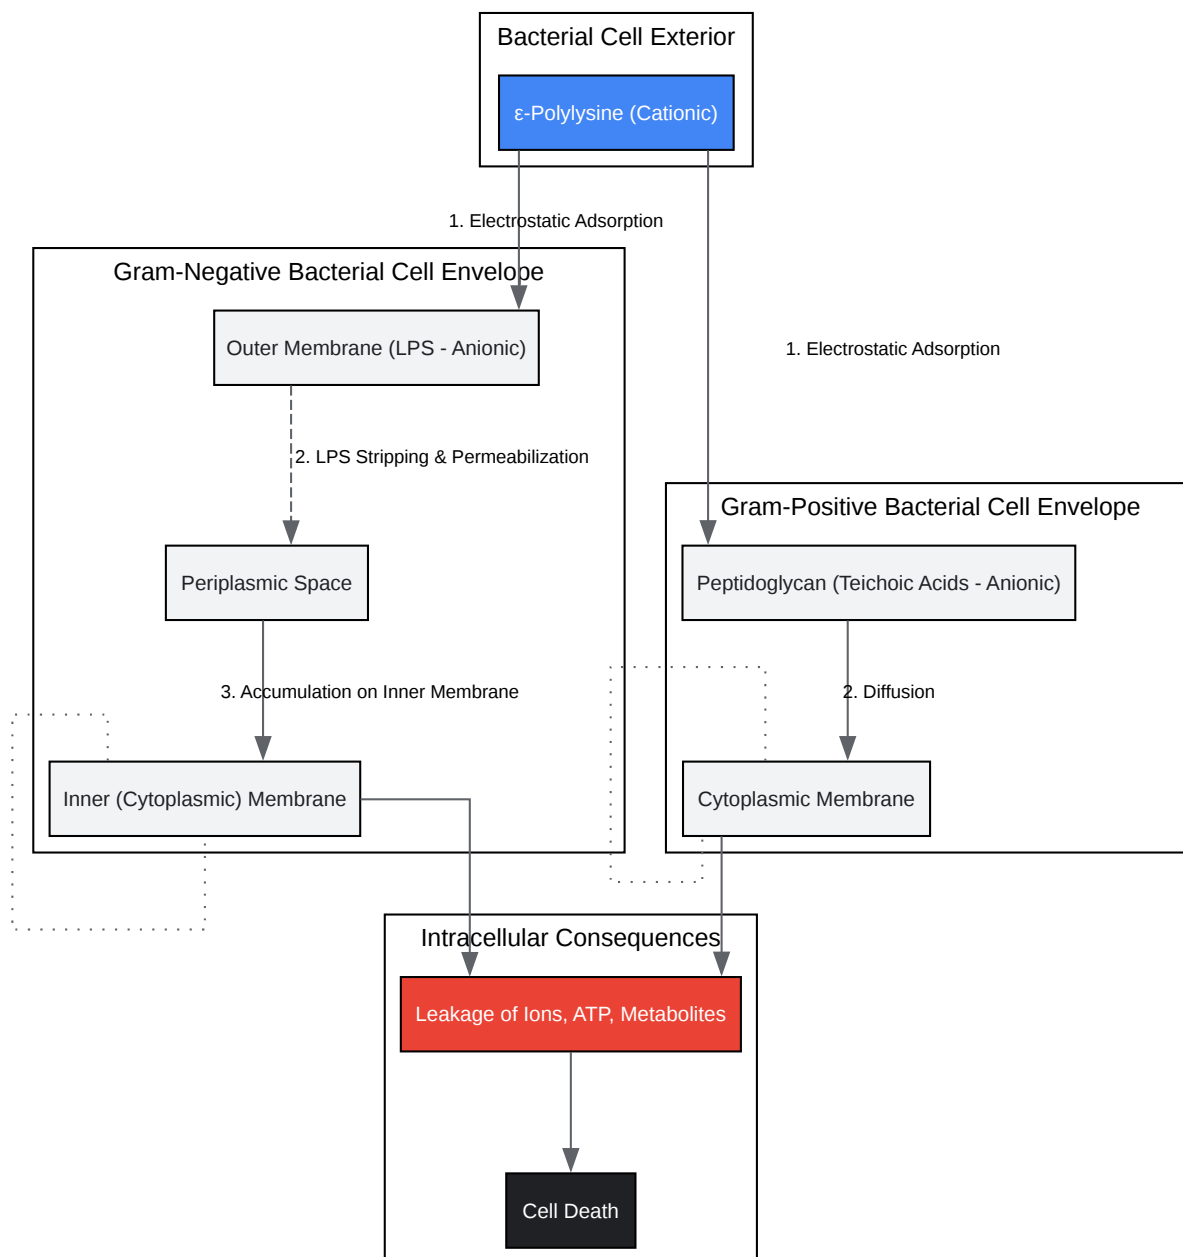 Bacterial Cell Exterior
ε-Polylysine (Cationic)
1. Electrostatic Adsorption
Gram-Negative Bacterial Cell Envelope
Outer Membrane (LPS - Anionic)
2. LPS Stripping & Permeabilization
Periplasmic Space
3. Accumulation on Inner Membrane
Inner (Cytoplasmic) Membrane
1. Electrostatic Adsorption
Gram-Positive Bacterial Cell Envelope
Peptidoglycan (Teichoic Acids - Anionic)
2. Diffusion
Cytoplasmic Membrane
Intracellular Consequences
Leakage of Ions, ATP, Metabolites
Cell Death